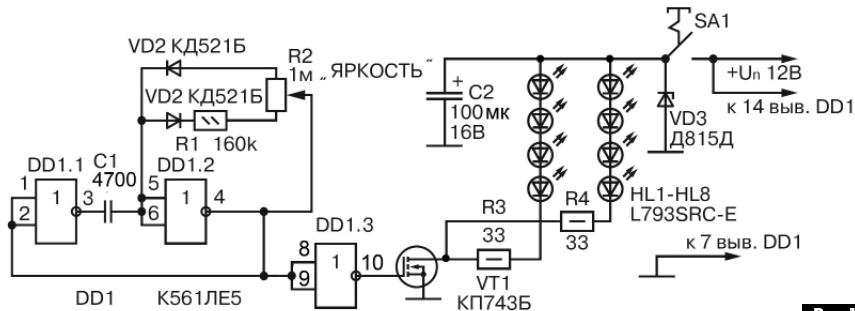 SA1
VD2 КД521Б
R2
1м „ ЯРКОСТЬ “
+Uп 12В
VD2 КД521Б
+
C2
100мк
16В
к 14 выв. DD1
VD3
Д815Д
R1 160k
DD1.1
C1
4700
DD1.2
1
2
1
3
5
6
1
4
HL1-HL8
L793SRC-E
R3
R4
33
33
DD1.3
8
9
1
10
к 7 выв. DD1
VT1
КП743Б
DD1 К561ЛЕ5